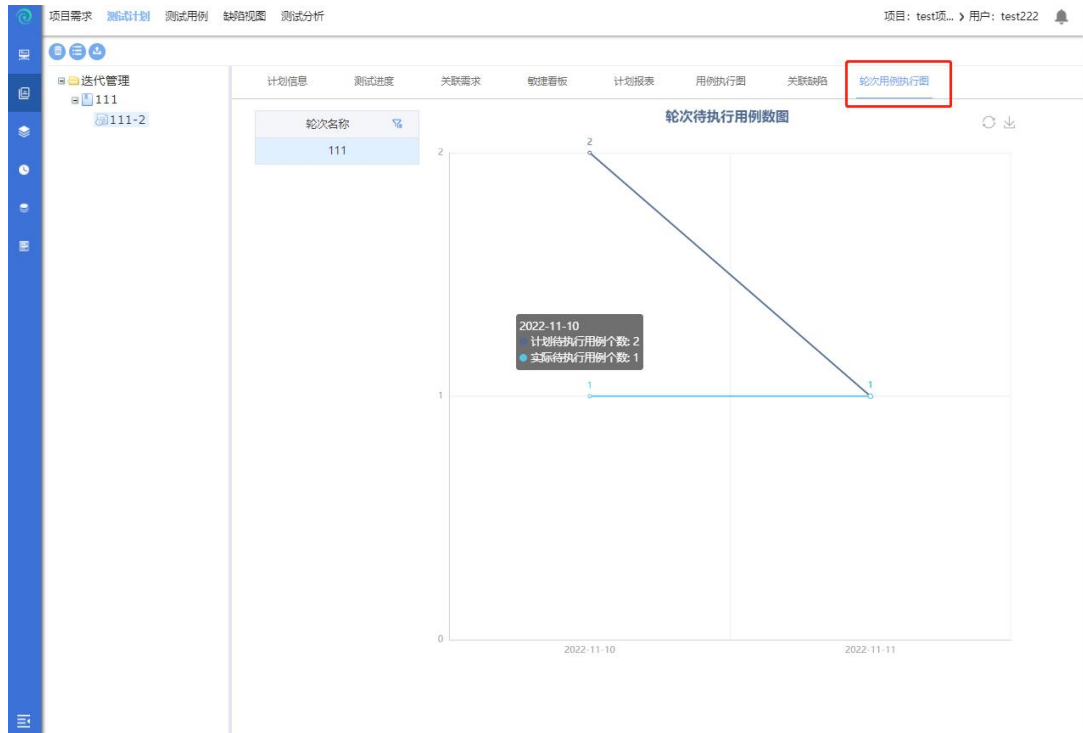 项目需求 测试计划 测试用例 缺陷视图 测试分析 项目：test项... ❯ 用户：test222
迭代管理
111
111-2
计划信息 测试进度 关联需求 敏捷看板 计划报表 用例执行图 关联缺陷 轮次用例执行图
轮次名称
111
轮次待执行用例数图
2
2
2022-11-10
计划待执行用例个数: 2
实际待执行用例个数: 1
1
1
1
0
2022-11-10
2022-11-11